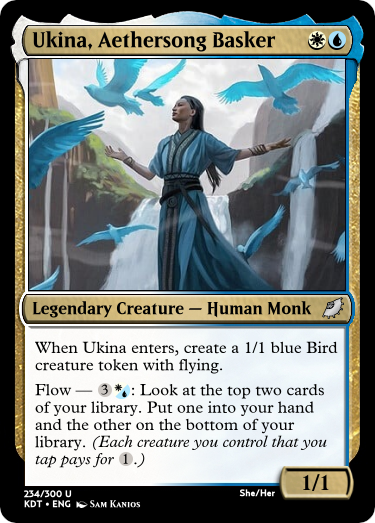 Ukina, Aethersong Basker
Legendary Creature — Human Monk
When Ukina enters, create a 1/1 blue Bird
creature token with flying.
Flow — 3: Look at the top two cards
of your library. Put one into your hand
and the other on the bottom of your
library. (Each creature you control that you
tap pays for 1.)
1/1
234/300 U
She/Her
KDT • ENG Sam Kanios